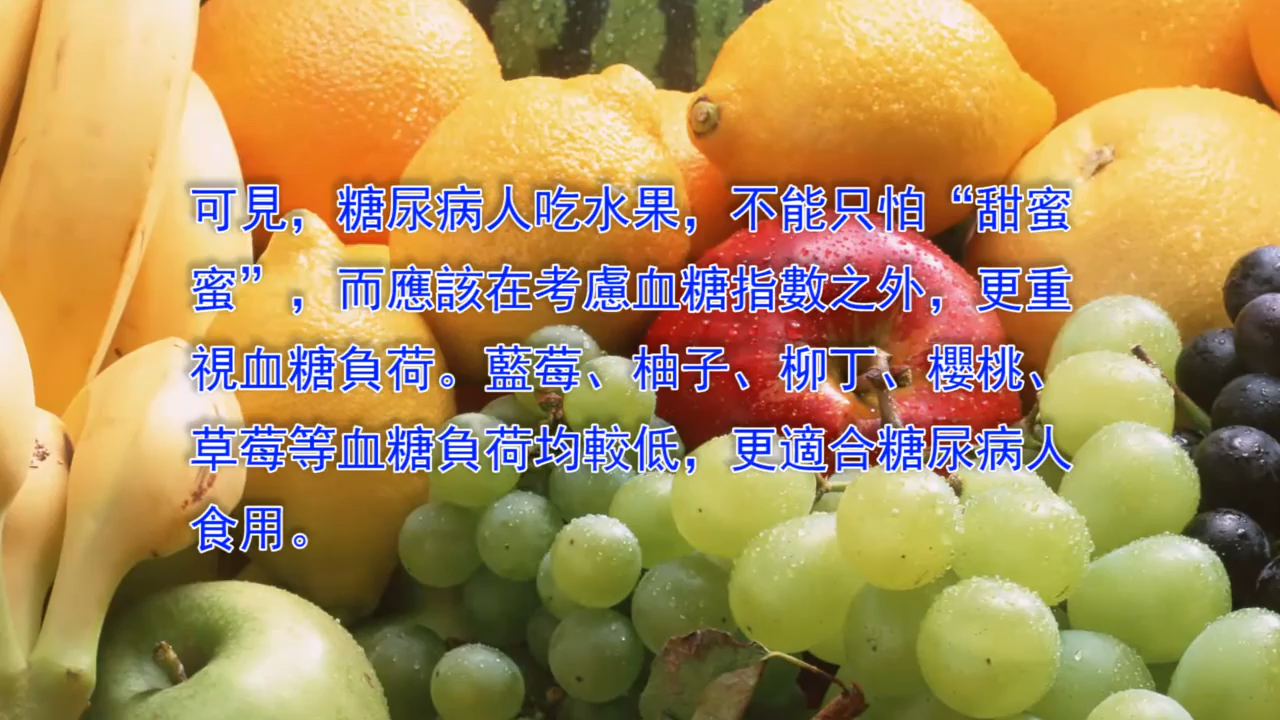 可見，糖尿病人吃水果，不能只怕“甜蜜
蜜”，而應該在考慮血糖指數之外，更重
視血糖負荷。藍莓、柚子、柳丁、櫻桃、
草莓等血糖負荷均較低，更適合糖尿病人
食用。